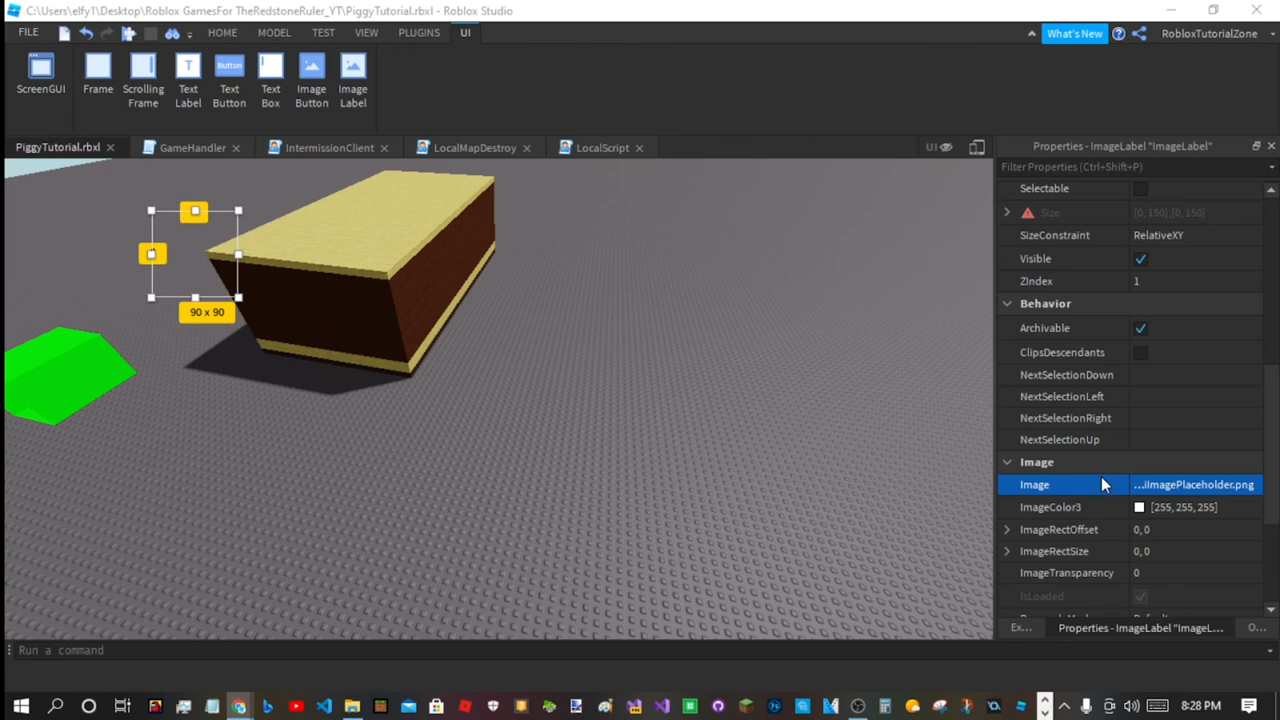 C:\Users\elfy1\Desktop\Roblox GamesFor TheRedstoneRuler_YT\PiggyTutorial.rbxl - Roblox Studio
FILE HOME MODEL TEST VIEW PLUGINS UI What's New RobloxTutorialZone
ScreenGUI Frame Scrolling Frame Text Label Text Button Text Box Image Button Image Label
T Button
PiggyTutorial.rbxl GameHandler IntermissionClient LocalMapDestroy LocalScript UI
Properties - ImageLabel "ImageLabel"
Filter Properties (Ctrl+Shift+P)
Selectable
Size [0, 150],[0, 150]
SizeConstraint RelativeXY
Visible
ZIndex 1
Behavior
Archivable
ClipsDescendants
NextSelectionDown
NextSelectionLeft
NextSelectionRight
NextSelectionUp
Image
Image ...iImagePlaceholder.png
ImageColor3 [255, 255, 255]
ImageRectOffset 0, 0
ImageRectSize 0, 0
ImageTransparency 0
IsLoaded
90 x 90
Ex... Properties - ImageLabel "ImageL... O...
Run a command
8:28 PM